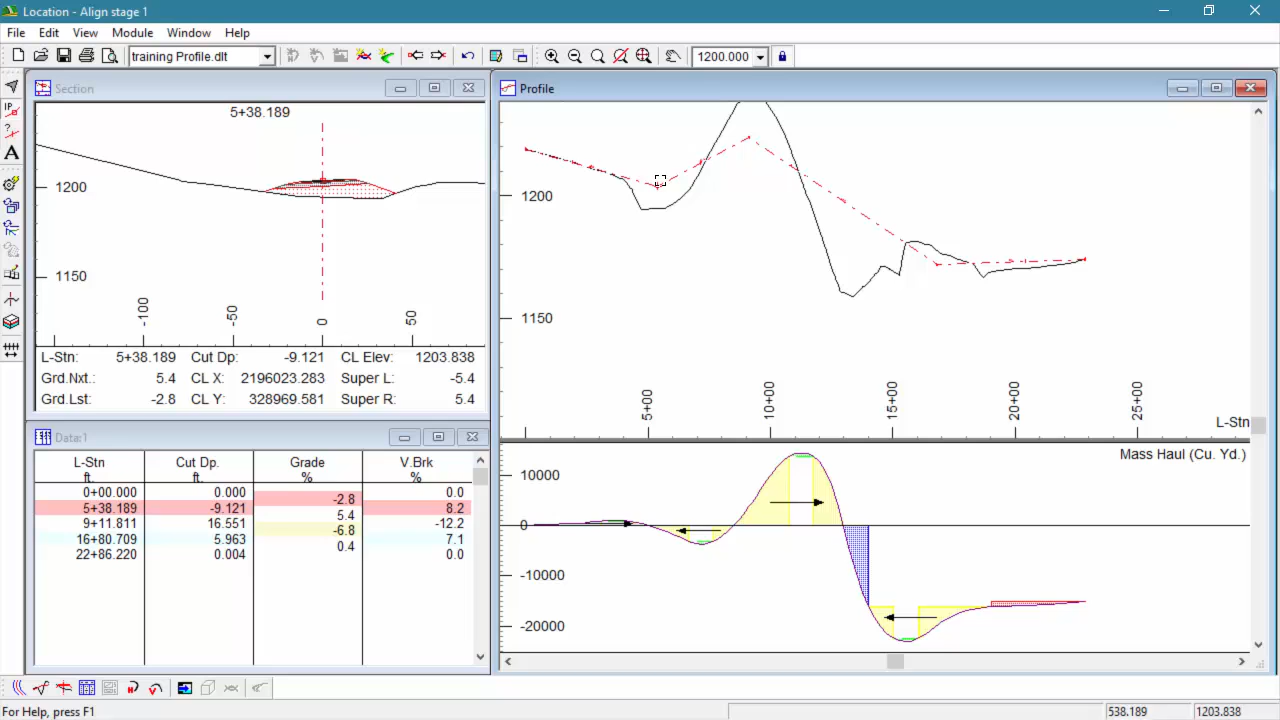 Location - Align stage 1
File Edit View Module Window Help
training Profile.dlt
1200.000
IP
?
A
Section
5+38.189
1200
1150
-100
-50
0
50
L-Stn: 5+38.189 Cut Dp: -9.121 CL Elev: 1203.838
Grd.Nxt.: 5.4 CL X: 2196023.283 Super L: -5.4
Grd.Lst: -2.8 CL Y: 328969.581 Super R: 5.4
Data:1
L-Stn Cut Dp. Grade V.Brk
ft. ft. % %
0+00.000 0.000 0.0
-2.8
5+38.189 -9.121 8.2
5.4
9+11.811 16.551 -12.2
-6.8
16+80.709 5.963 7.1
0.4
22+86.220 0.004 0.0
Profile
1200
1150
5+00
10+00
15+00
20+00
25+00
L-Stn
Mass Haul (Cu. Yd.)
10000
0
-10000
-20000
For Help, press F1
538.189
1203.838